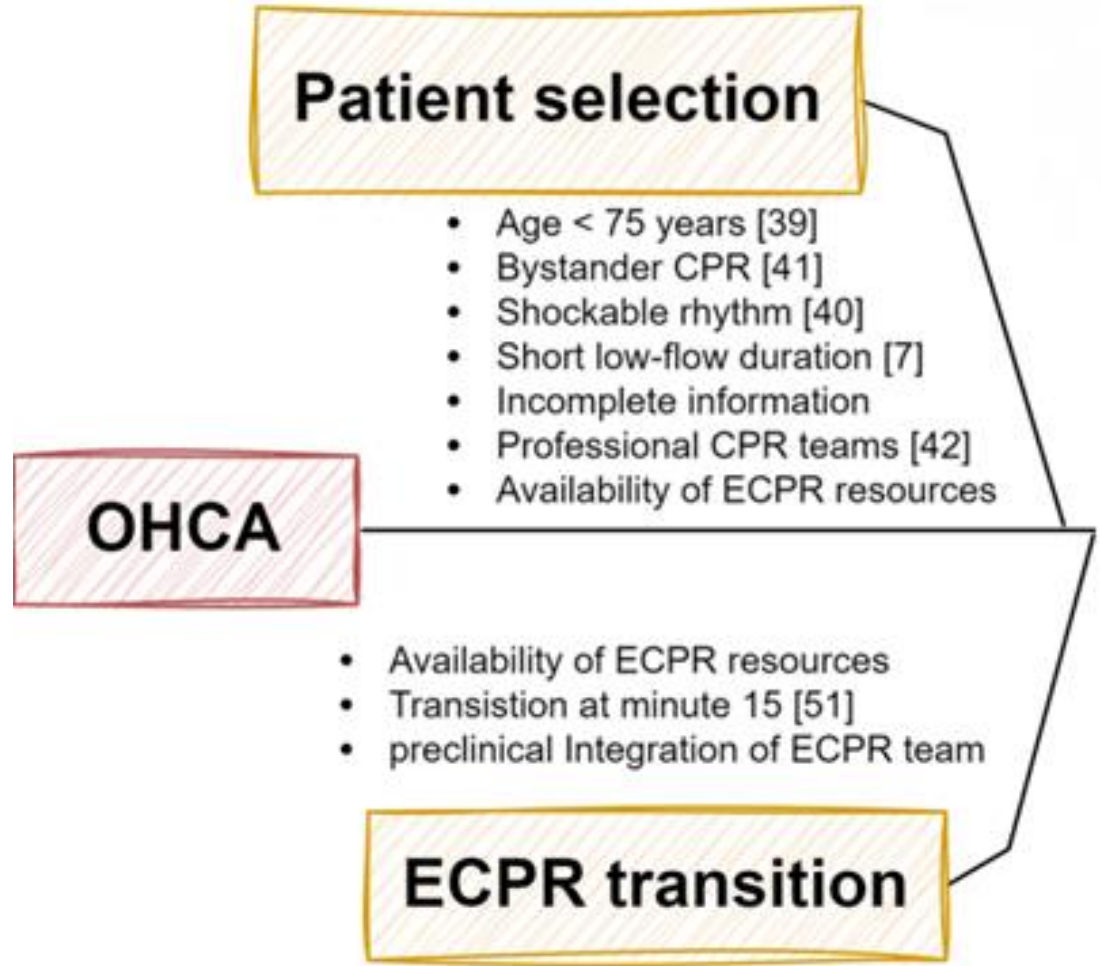 Patient selection
• Age < 75 years [39]
• Bystander CPR [41]
• Shockable rhythm [40]
• Short low-flow duration [7]
• Incomplete information
• Professional CPR teams [42]
• Availability of ECPR resources
OHCA
• Availability of ECPR resources
• Transistion at minute 15 [51]
• preclinical Integration of ECPR team
ECPR transition